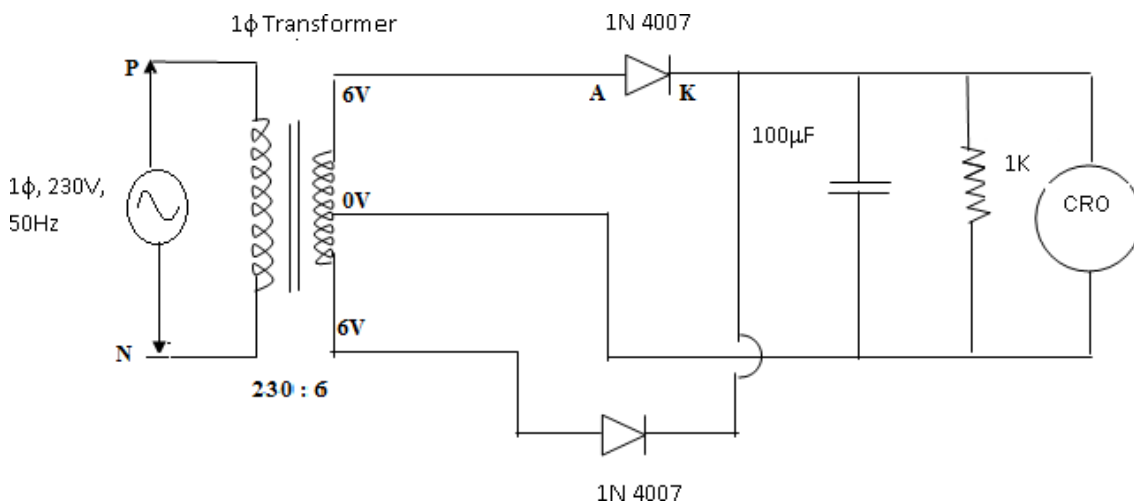 1ϕ Transformer
1N 4007
P
6V
A
K
100µF
1K
1ϕ, 230V,
50Hz
0V
CRO
N
6V
230 : 6
1N 4007